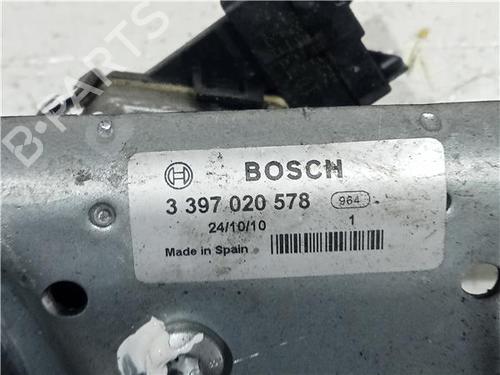 BOSCH
3 397 020 578
964
24/10/10
1
Made in Spain
B-PARTS